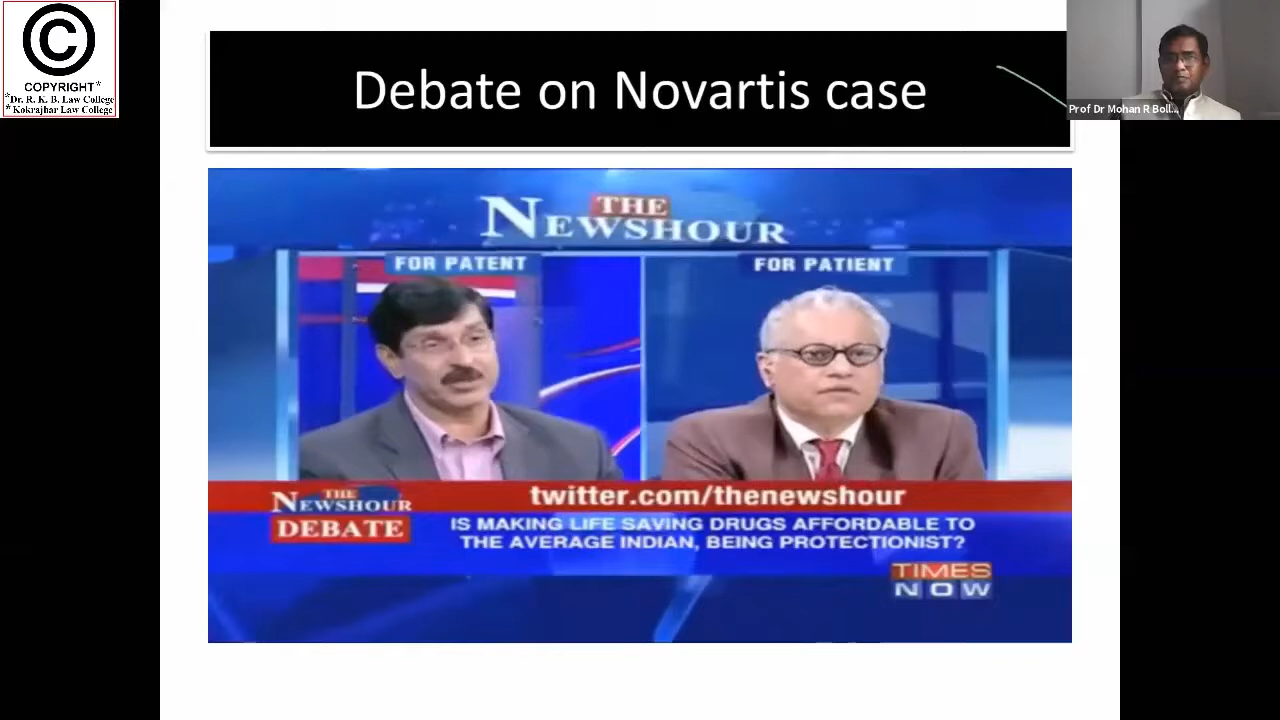 ©
COPYRIGHT*
*Dr. R. K. B. Law College
*Kokrajhar Law College
Debate on Novartis case
Prof Dr Mohan R Boll...
THE
NEWSHOUR
FOR PATENT
FOR PATIENT
THE
NEWSHOUR
DEBATE
twitter.com/thenewshour
IS MAKING LIFE SAVING DRUGS AFFORDABLE TO
THE AVERAGE INDIAN, BEING PROTECTIONIST?
TIMES
NOW